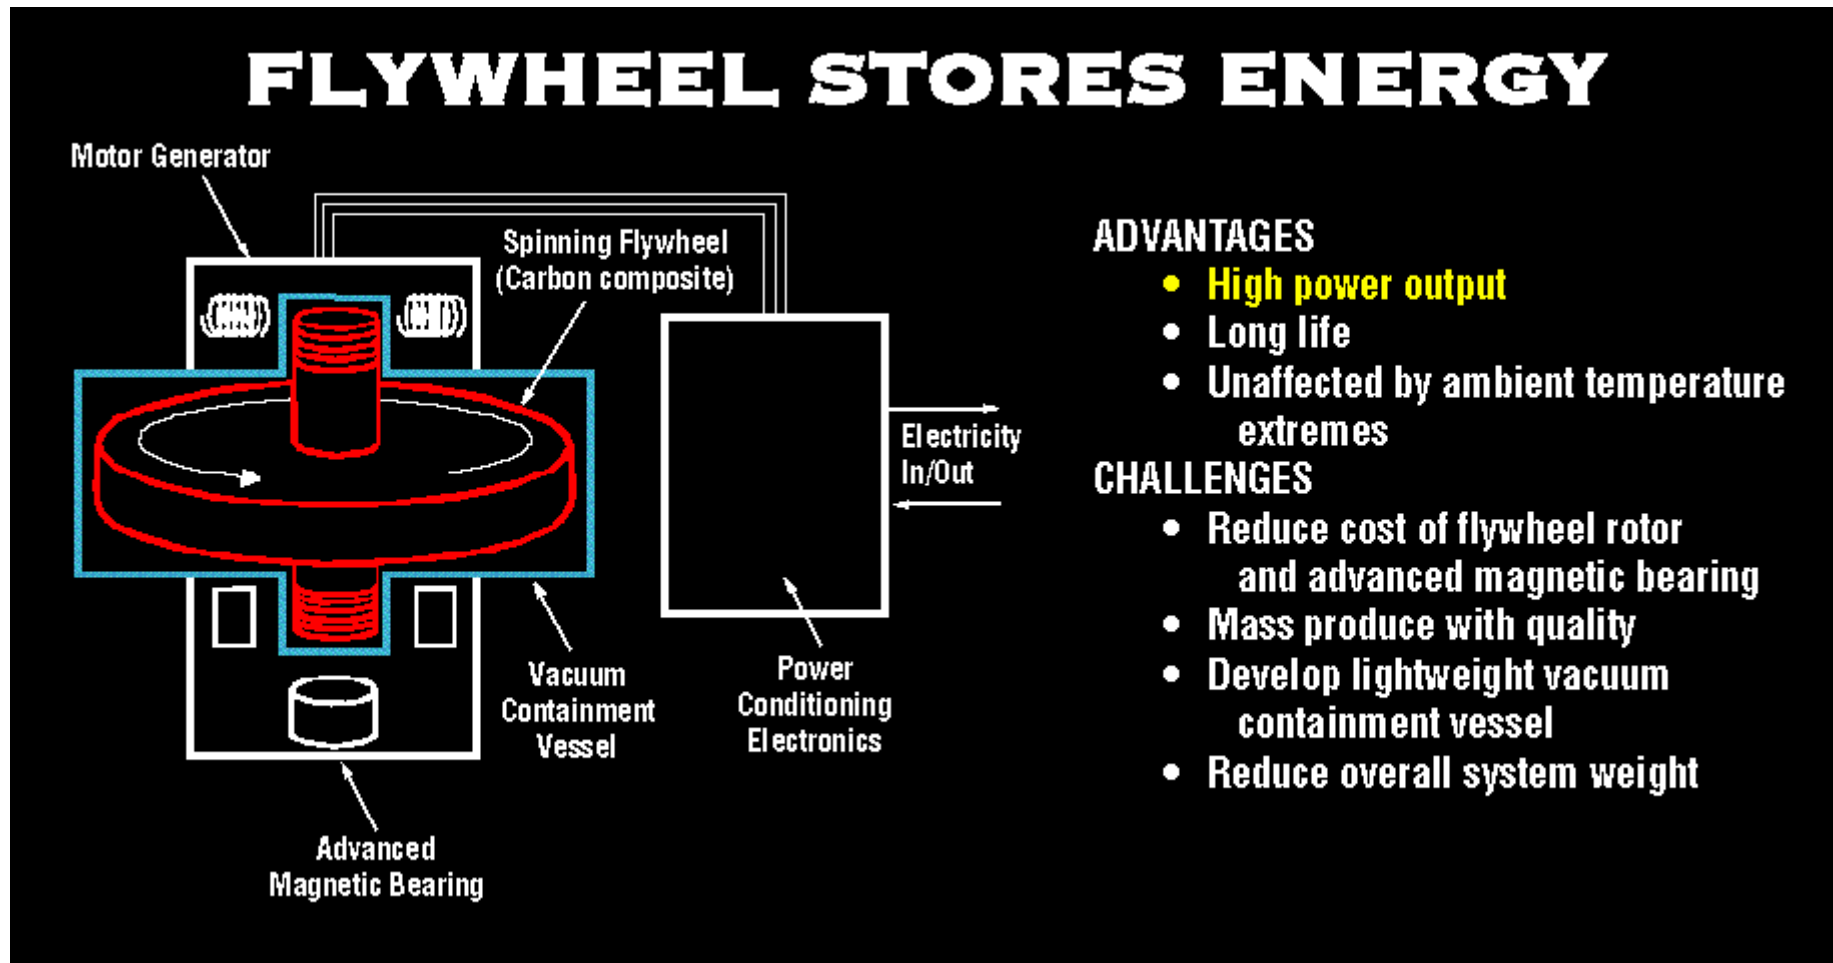 FLYWHEEL STORES ENERGY
Motor Generator
Spinning Flywheel
(Carbon composite)
Electricity
In/Out
Vacuum
Containment
Vessel
Power
Conditioning
Electronics
Advanced
Magnetic Bearing
ADVANTAGES
• High power output
• Long life
• Unaffected by ambient temperature
extremes
CHALLENGES
• Reduce cost of flywheel rotor
and advanced magnetic bearing
• Mass produce with quality
• Develop lightweight vacuum
containment vessel
• Reduce overall system weight